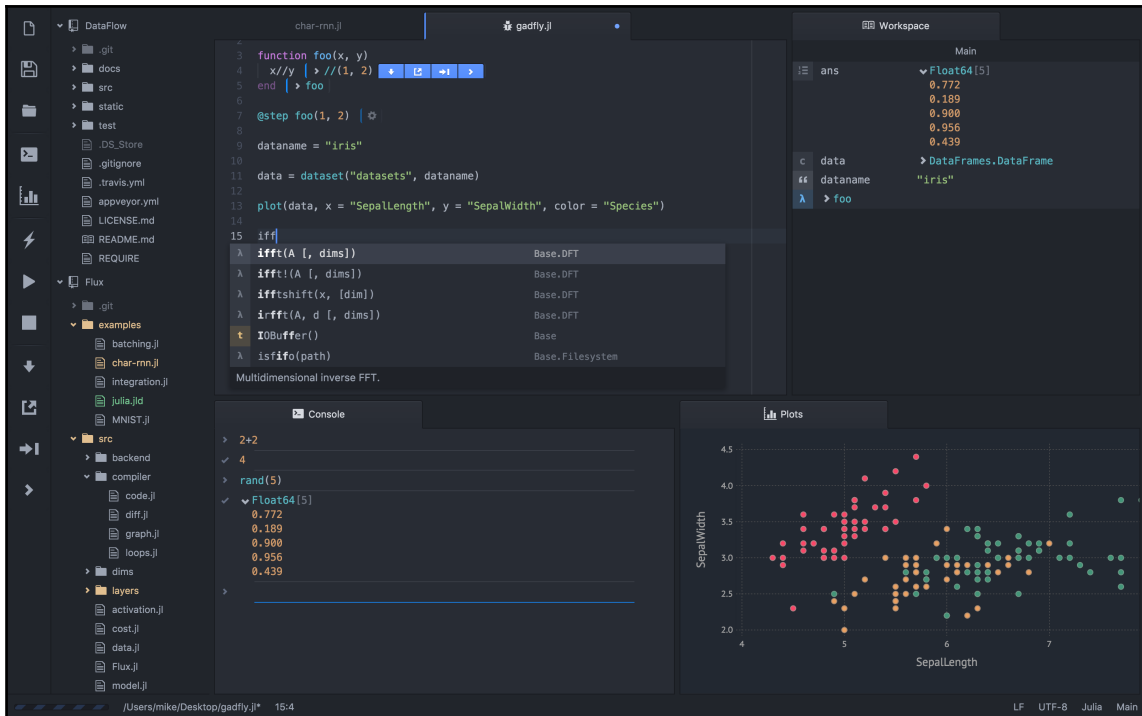 DataFlow
.git
docs
src
static
test
.DS_Store
.gitignore
.travis.yml
appveyor.yml
LICENSE.md
README.md
REQUIRE
Flux
.git
examples
batching.jl
char-rnn.jl
integration.jl
julia.jld
MNIST.jl
src
backend
compiler
code.jl
diff.jl
graph.jl
loops.jl
dims
layers
activation.jl
cost.jl
data.jl
Flux.jl
model.jl
char-rnn.jl
gadfly.jl
2
3 function foo(x, y)
4 x//y > //(1, 2)
5 end > foo
6
7 @step foo(1, 2)
8
9 dataname = "iris"
10
11 data = dataset("datasets", dataname)
12
13 plot(data, x = "SepalLength", y = "SepalWidth", color = "Species")
14
15 iff
λ ifft(A [, dims]) Base.DFT
λ ifft!(A [, dims]) Base.DFT
λ ifftshift(x, [dim]) Base.DFT
λ irfft(A, d [, dims]) Base.DFT
t IOBuffer() Base
λ isfifo(path) Base.Filesystem
Multidimensional inverse FFT.
Workspace
Main
ans Float64[5]
0.772
0.189
0.900
0.956
0.439
c data > DataFrames.DataFrame
dataname "iris"
λ > foo
Console
> 2+2
4
> rand(5)
Float64[5]
0.772
0.189
0.900
0.956
0.439
>
Plots
SepalWidth
4.5
4.0
3.5
3.0
2.5
2.0
4 5 6 7
SepalLength
/Users/mike/Desktop/gadfly.jl* 15:4
LF UTF-8 Julia Main